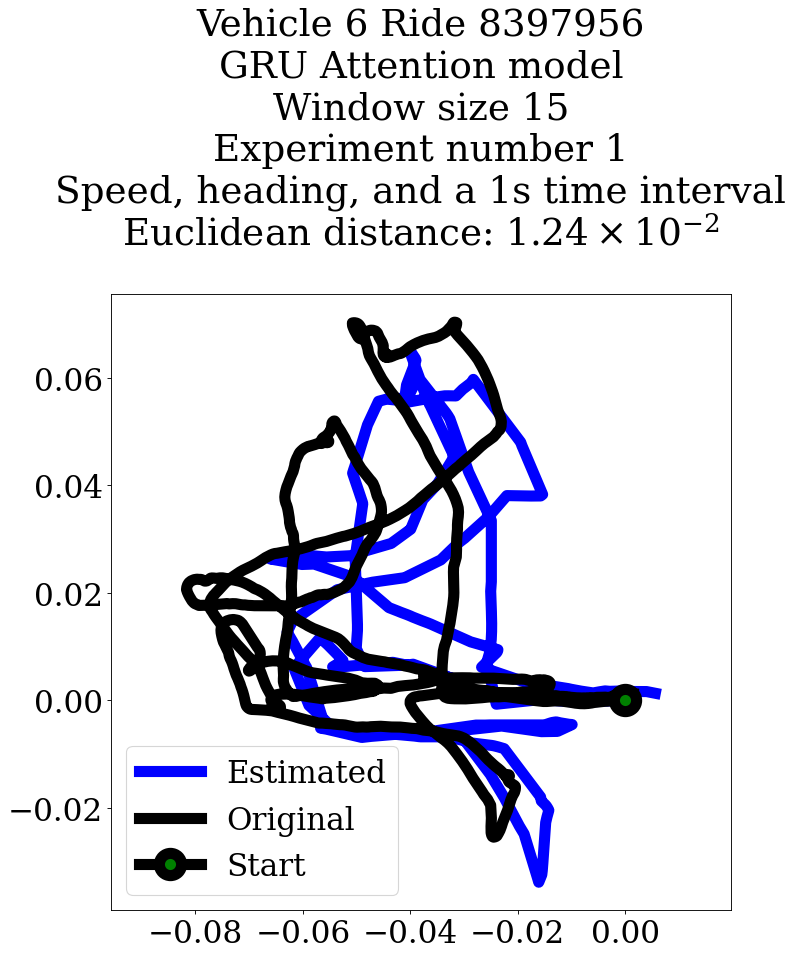 Vehicle 6 Ride 8397956
GRU Attention model
Window size 15
Experiment number 1
Speed, heading, and a 1s time interval
Euclidean distance: 1.24 × 10⁻²
0.06
0.04
0.02
0.00
−0.02
Estimated
Original
Start
−0.08 −0.06 −0.04 −0.02 0.00